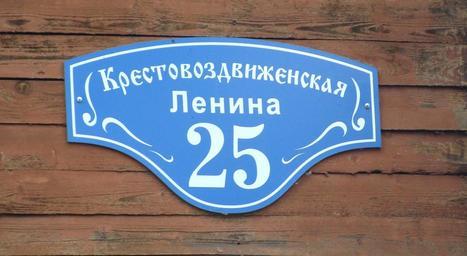 Крестовоздвиженская
Ленина
25